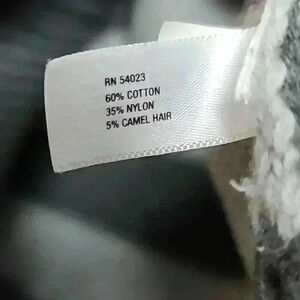 RN 54023
60% COTTON
35% NYLON
5% CAMEL HAIR